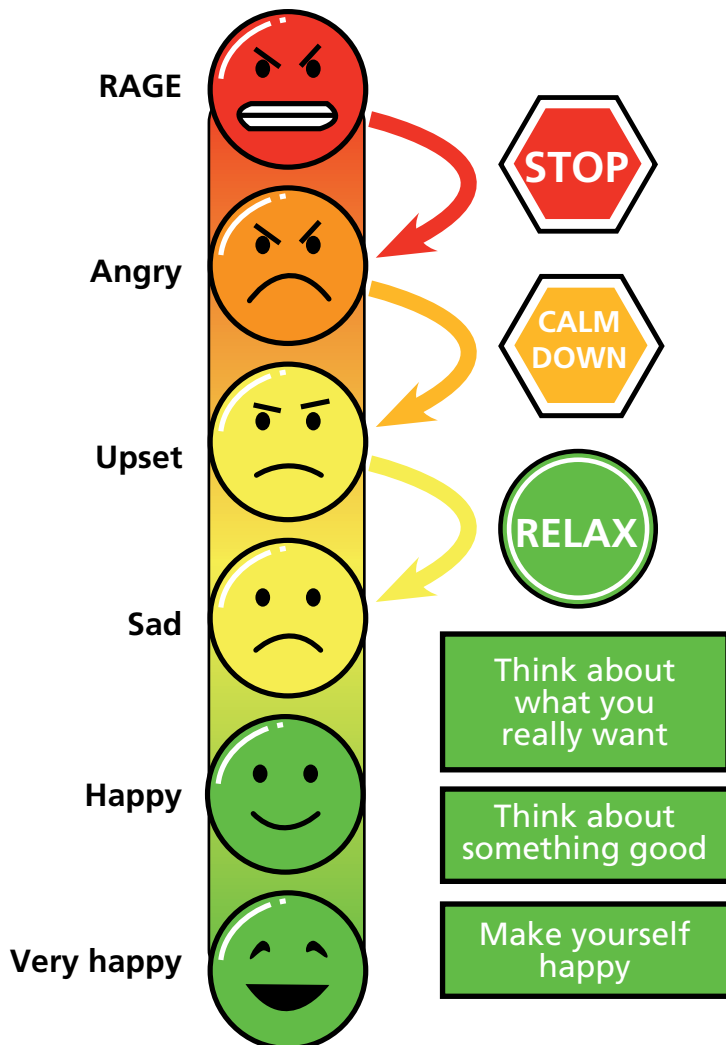 RAGE
STOP
Angry
CALM
DOWN
Upset
RELAX
Sad
Think about
what you
really want
Happy
Think about
something good
Very happy
Make yourself
happy